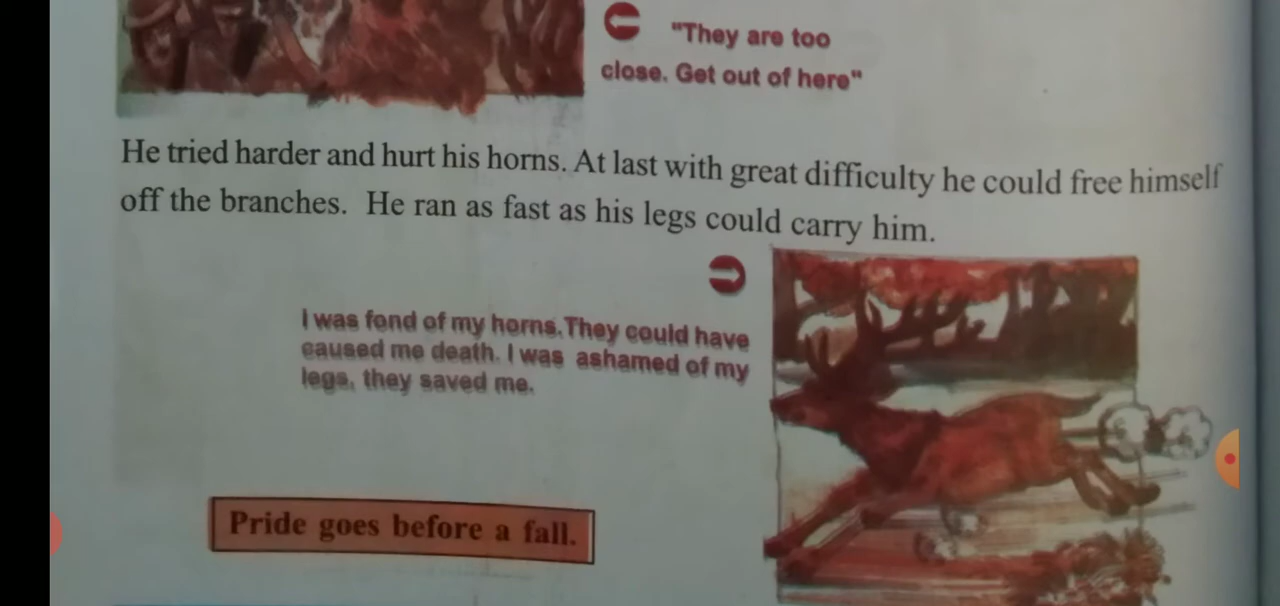 "They are too
close. Get out of here"
He tried harder and hurt his horns. At last with great difficulty he could free himself
off the branches. He ran as fast as his legs could carry him.
I was fond of my horns. They could have
caused me death. I was ashamed of my
legs, they saved me.
Pride goes before a fall.